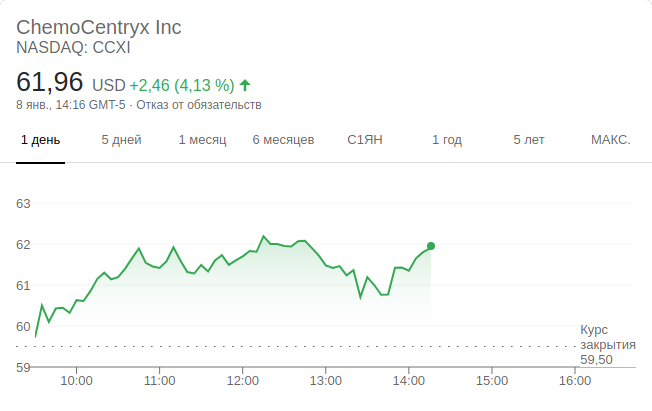 ChemoCentryx Inc
NASDAQ: CCXI
61,96 USD +2,46 (4,13 %)
8 янв., 14:16 GMT-5 · Отказ от обязательств
1 день 5 дней 1 месяц 6 месяцев С1ЯН 1 год 5 лет МАКС.
63
62
61
60
Курс
закрытия
59,50
59
10:00 11:00 12:00 13:00 14:00 15:00 16:00